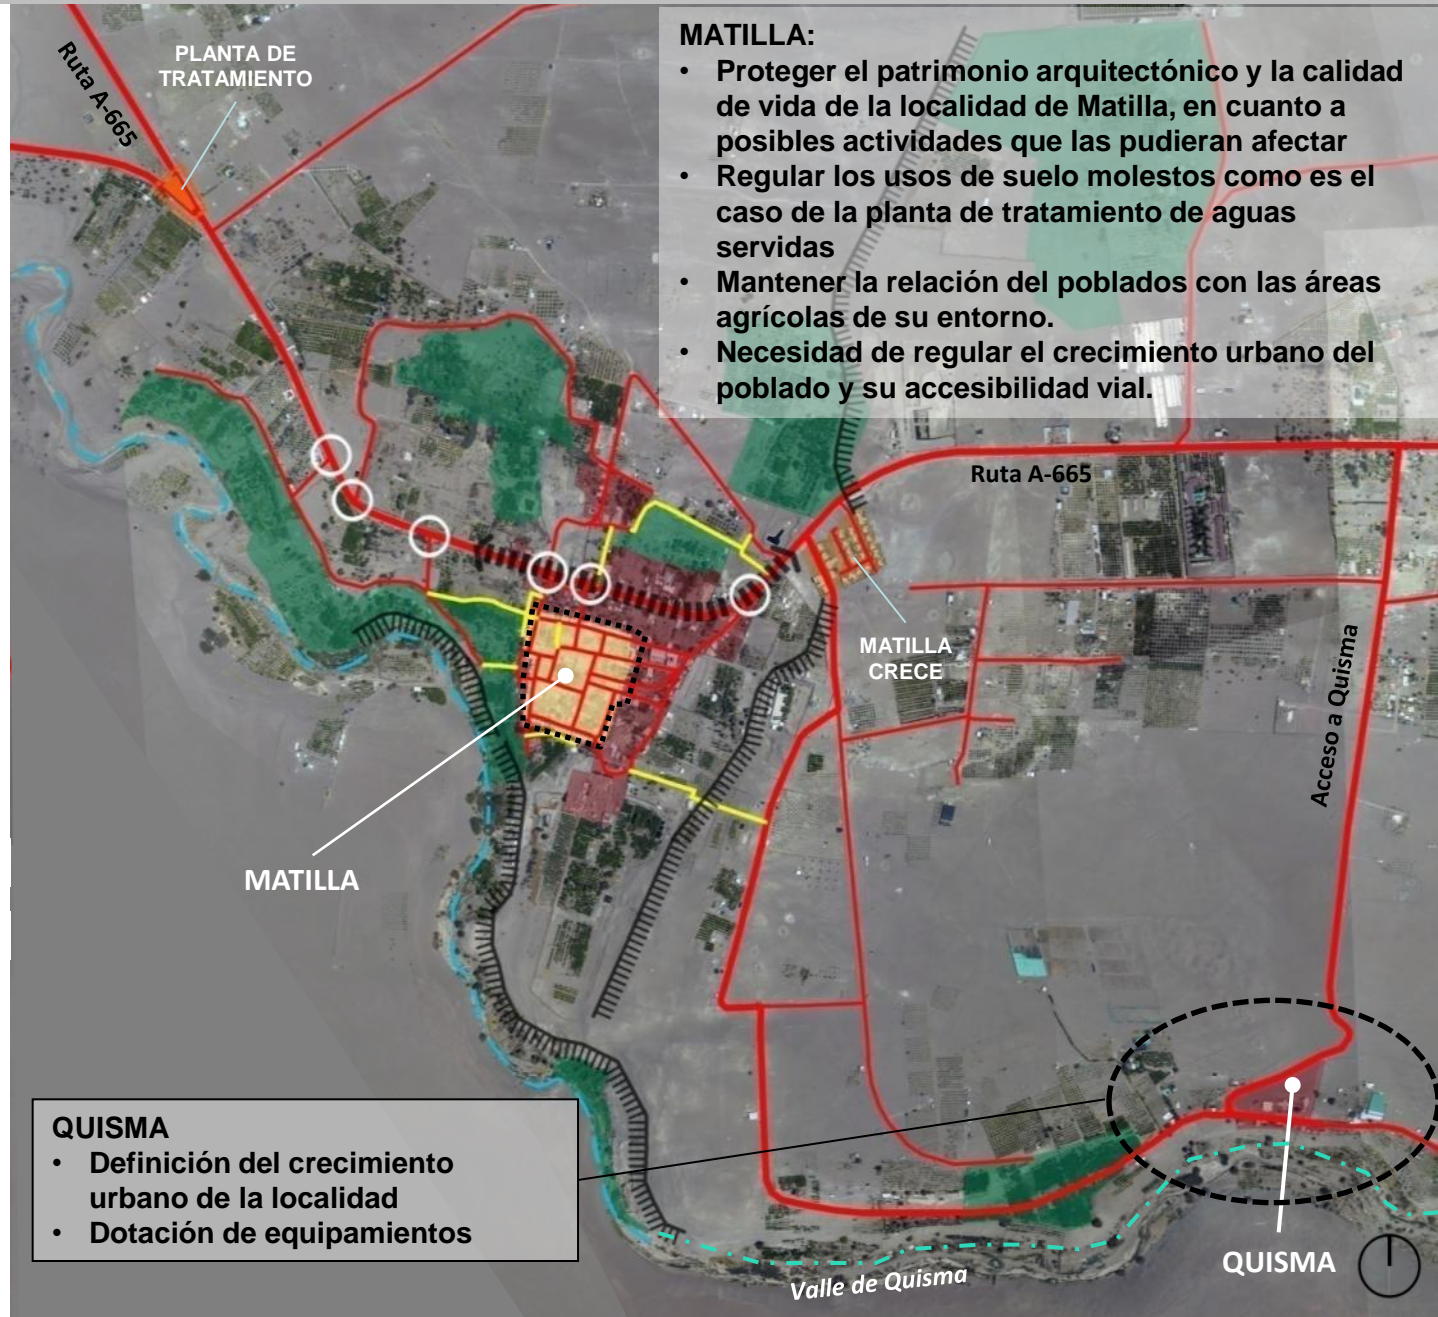 MATILLA:
• Proteger el patrimonio arquitectónico y la calidad
de vida de la localidad de Matilla, en cuanto a
posibles actividades que las pudieran afectar
• Regular los usos de suelo molestos como es el
caso de la planta de tratamiento de aguas
servidas
• Mantener la relación del poblados con las áreas
agrícolas de su entorno.
• Necesidad de regular el crecimiento urbano del
poblado y su accesibilidad vial.
PLANTA DE
TRATAMIENTO
Ruta A-665
Ruta A-665
MATILLA
CRECE
Acceso a Quisma
MATILLA
QUISMA
• Definición del crecimiento
urbano de la localidad
• Dotación de equipamientos
QUISMA
Valle de Quisma